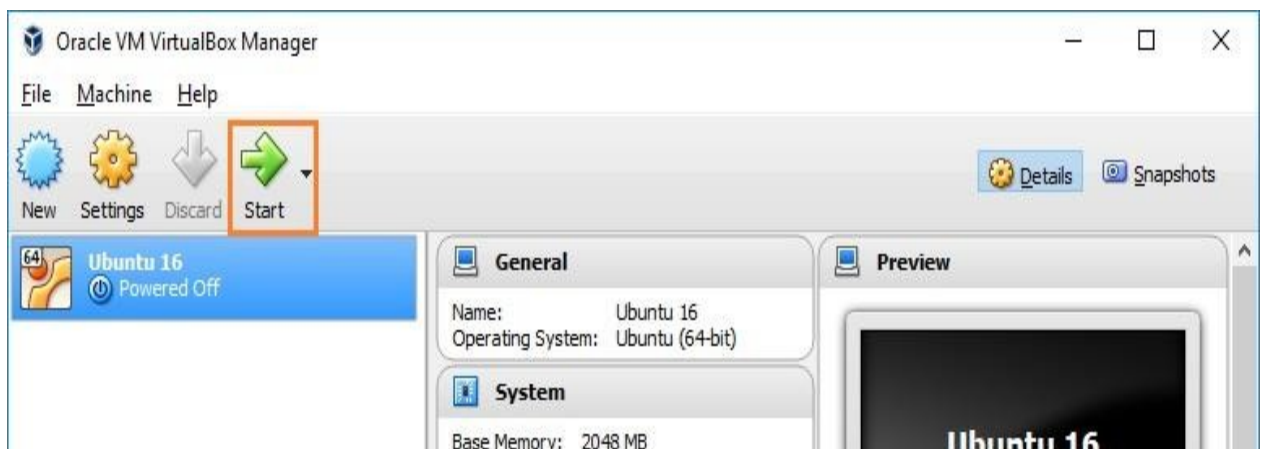 Oracle VM VirtualBox Manager
File Machine Help
New Settings Discard Start
Details Snapshots
64 Ubuntu 16
Powered Off
General
Name: Ubuntu 16
Operating System: Ubuntu (64-bit)
System
Base Memory: 2048 MB
Preview
Ubuntu 16